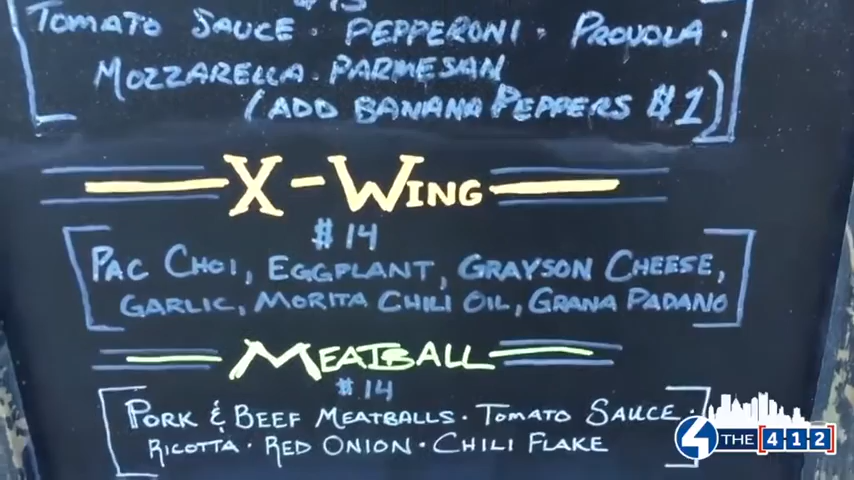 $13
Tomato Sauce · Pepperoni · Provola ·
Mozzarella · Parmesan
(Add Banana Peppers $1)
X-Wing
$14
Pac Choi, Eggplant, Grayson Cheese,
Garlic, Morita Chili Oil, Grana Padano
Meatball
$14
Pork & Beef Meatballs · Tomato Sauce ·
Ricotta · Red Onion · Chili Flake
4 THE 412